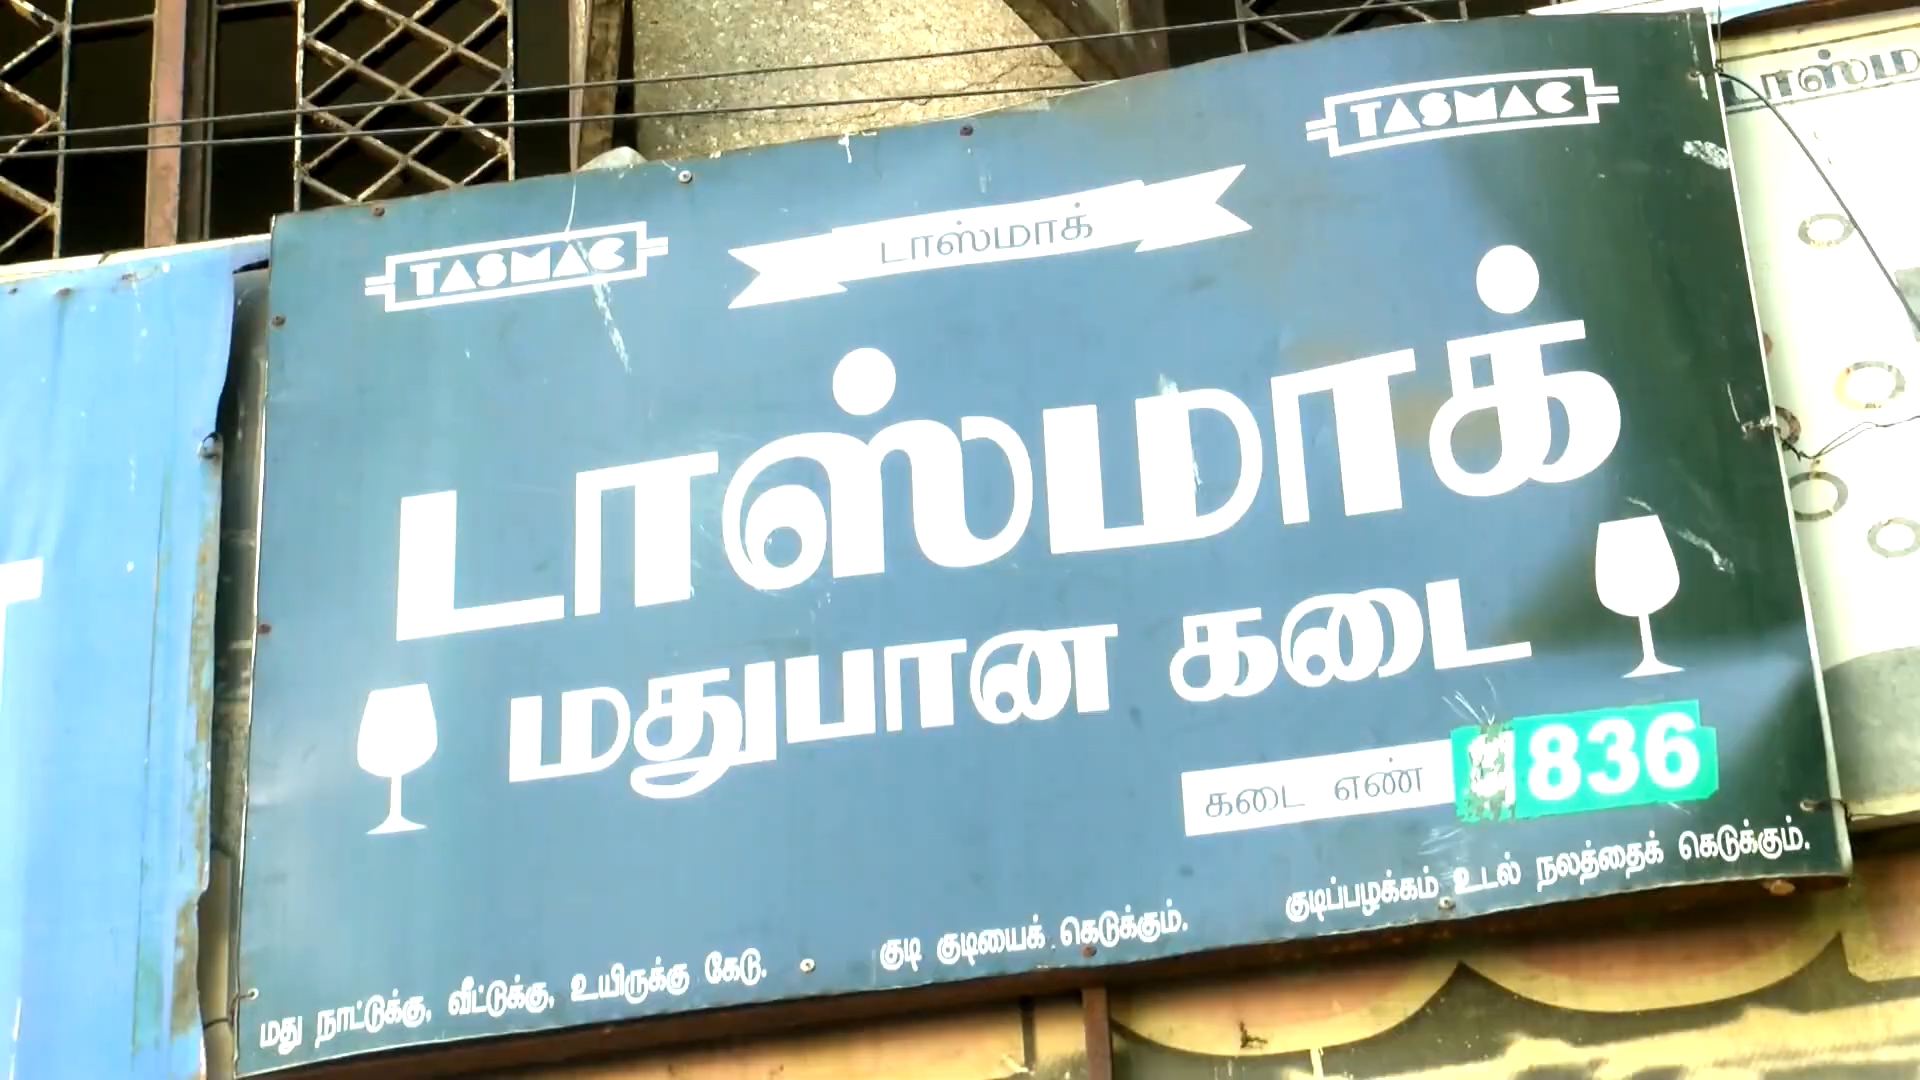 TASMAC
டாஸ்மாக்
TASMAC
டாஸ்மாக்
மதுபான கடை
கடை எண் 836
மது நாட்டுக்கு, வீட்டுக்கு, உயிருக்கு கேடு.
குடி குடியைக் கெடுக்கும்.
குடிப்பழக்கம் உடல் நலத்தைக் கெடுக்கும்.